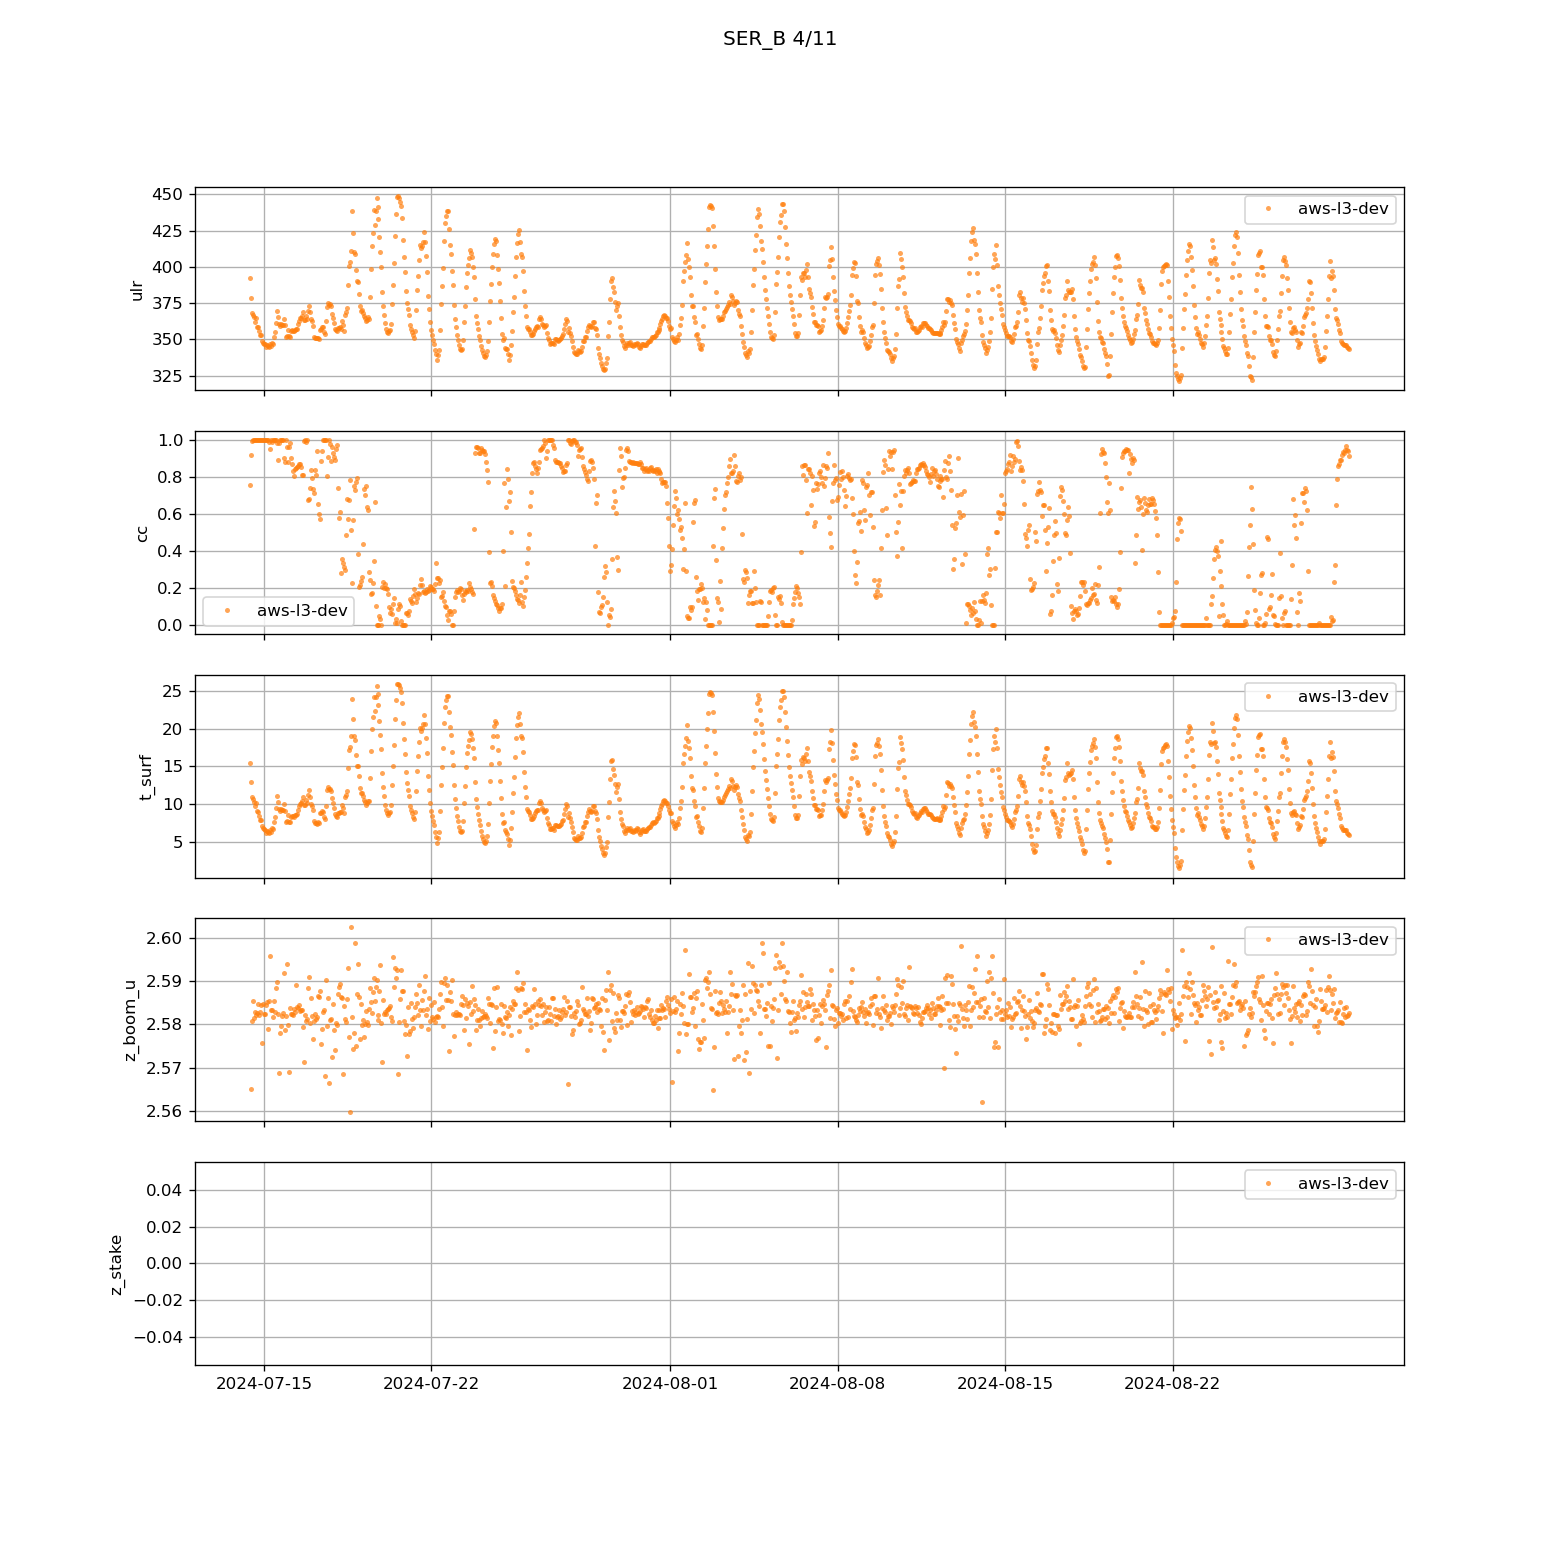 SER_B 4/11
450
425
400
375
350
325
ulr
aws-l3-dev
1.0
0.8
0.6
0.4
0.2
0.0
cc
aws-l3-dev
25
20
15
10
5
t_surf
aws-l3-dev
2.60
2.59
2.58
2.57
2.56
z_boom_u
aws-l3-dev
0.04
0.02
0.00
−0.02
−0.04
z_stake
aws-l3-dev
2024-07-15 2024-07-22 2024-08-01 2024-08-08 2024-08-15 2024-08-22